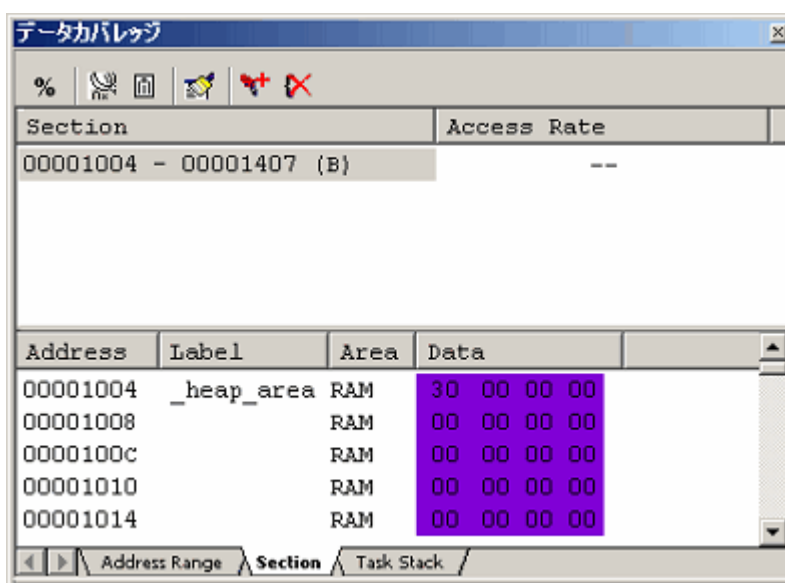 データカバレッジ
%
Section Access Rate
00001004 - 00001407 (B) --
Address Label Area Data
00001004 _heap_area RAM 30 00 00 00
00001008 RAM 00 00 00 00
0000100C RAM 00 00 00 00
00001010 RAM 00 00 00 00
00001014 RAM 00 00 00 00
Address Range Section Task Stack